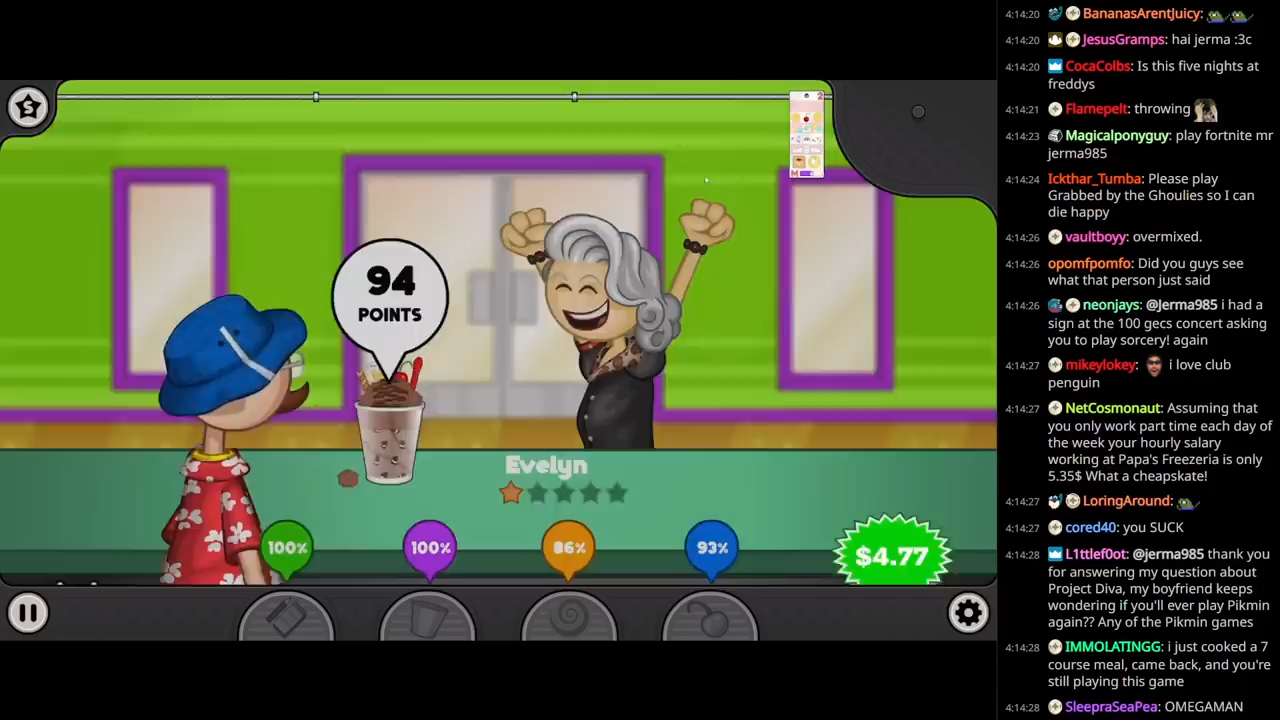 94
POINTS
Evelyn
100%
100%
86%
93%
$4.77
4:14:20 BananasArentJuicy:
4:14:20 JesusGramps: hai jerma :3c
4:14:20 CocaColbs: Is this five nights at
freddys
4:14:21 Flamepelt: throwing
4:14:23 Magicalponyguy: play fortnite mr
jerma985
4:14:24 Ickthar_Tumba: Please play
Grabbed by the Ghoulies so I can
die happy
4:14:26 vaultboyy: overmixed.
4:14:26 opomfpomfo: Did you guys see
what that person just said
4:14:26 neonjays: @Jerma985 i had a
sign at the 100 gecs concert asking
you to play sorcery! again
4:14:27 mikeylokey: i love club
penguin
4:14:27 NetCosmonaut: Assuming that
you only work part time each day of
the week your hourly salary
working at Papa's Freezeria is only
5.35$ What a cheapskate!
4:14:27 LoringAround:
4:14:27 cored40: you SUCK
4:14:28 L1ttlef0ot: @jerma985 thank you
for answering my question about
Project Diva, my boyfriend keeps
wondering if you'll ever play Pikmin
again?? Any of the Pikmin games
4:14:28 IMMOLATINGG: i just cooked a 7
course meal, came back, and you're
still playing this game
4:14:28 SleepraSeaPea: OMEGAMAN